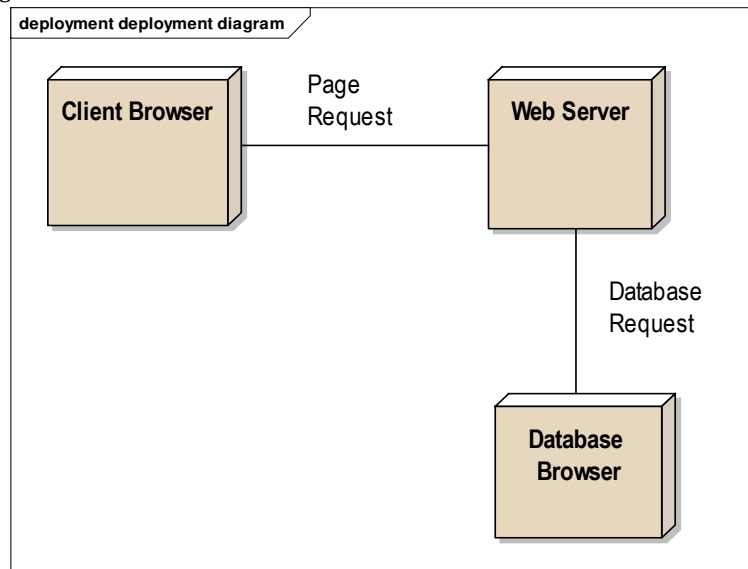 deployment deployment diagram
Client Browser
Page
Request
Web Server
Database
Request
Database
Browser